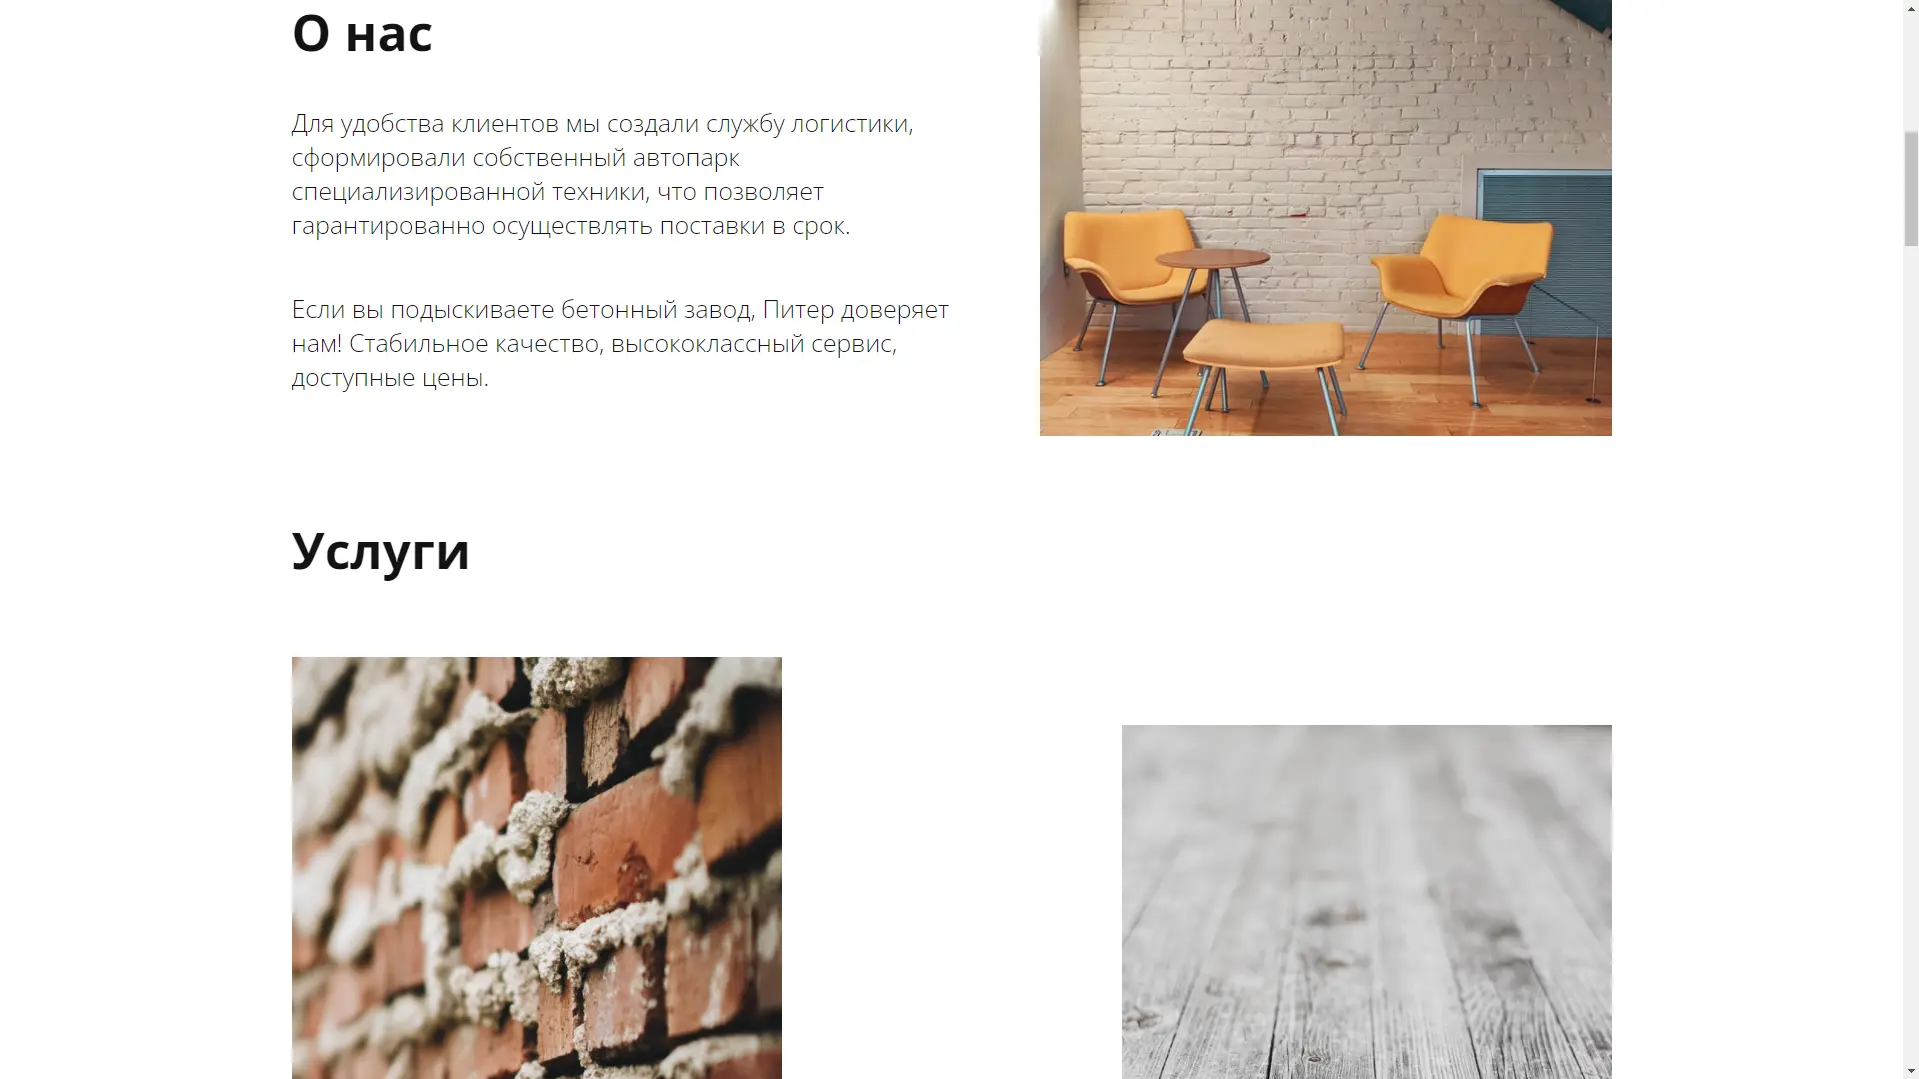 О нас
Для удобства клиентов мы создали службу логистики,
сформировали собственный автопарк
специализированной техники, что позволяет
гарантированно осуществлять поставки в срок.
Если вы подыскиваете бетонный завод, Питер доверяет
нам! Стабильное качество, высококлассный сервис,
доступные цены.
Услуги